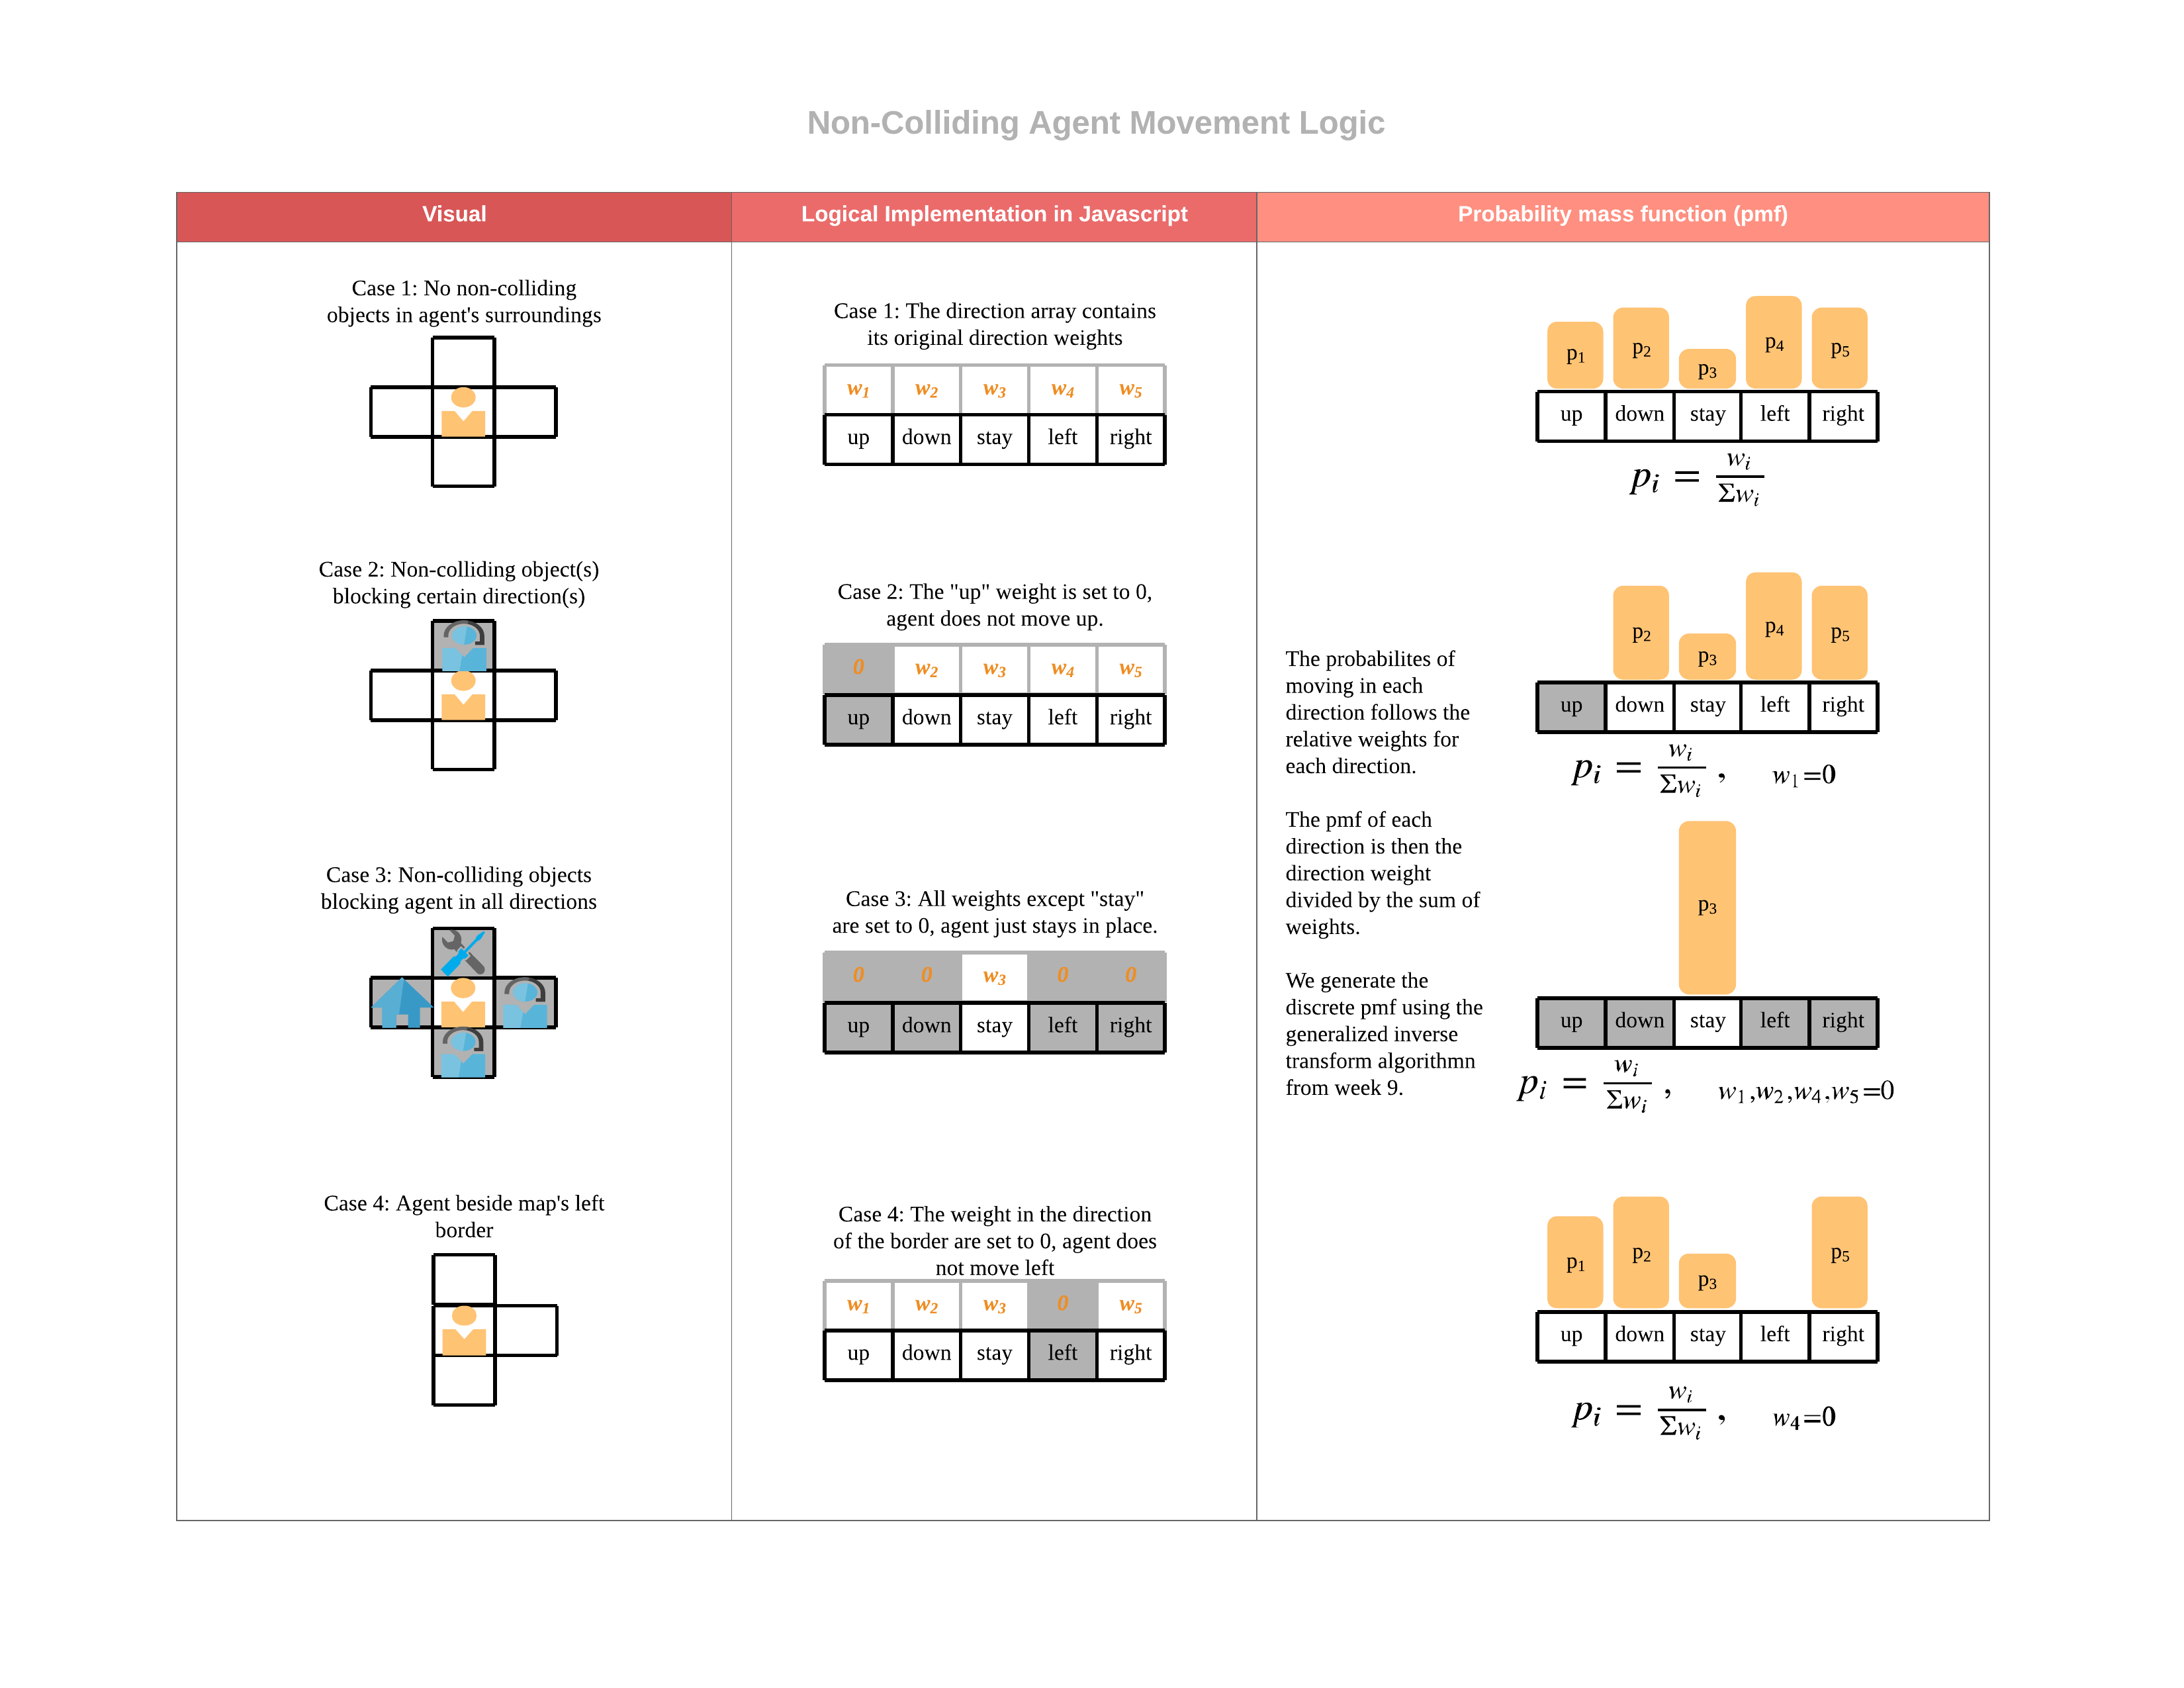 Non-Colliding Agent Movement Logic
Visual
Logical Implementation in Javascript
Probability mass function (pmf)
Case 1: No non-colliding
objects in agent's surroundings
Case 2: Non-colliding object(s)
blocking certain direction(s)
Case 3: Non-colliding objects
blocking agent in all directions
Case 4: Agent beside map's left
border
Case 1: The direction array contains
its original direction weights
w1 w2 w3 w4 w5
up down stay left right
Case 2: The "up" weight is set to 0,
agent does not move up.
0 w2 w3 w4 w5
up down stay left right
Case 3: All weights except "stay"
are set to 0, agent just stays in place.
0 0 w3 0 0
up down stay left right
Case 4: The weight in the direction
of the border are set to 0, agent does
not move left
w1 w2 w3 0 w5
up down stay left right
The probabilites of
moving in each
direction follows the
relative weights for
each direction.
The pmf of each
direction is then the
direction weight
divided by the sum of
weights.
We generate the
discrete pmf using the
generalized inverse
transform algorithmn
from week 9.
p1 p2 p3 p4 p5
up down stay left right
pi = wi / Σwi
p2 p3 p4 p5
up down stay left right
pi = wi / Σwi , w1=0
p3
up down stay left right
pi = wi / Σwi , w1,w2,w4,w5=0
p1 p2 p3 p5
up down stay left right
pi = wi / Σwi , w4=0